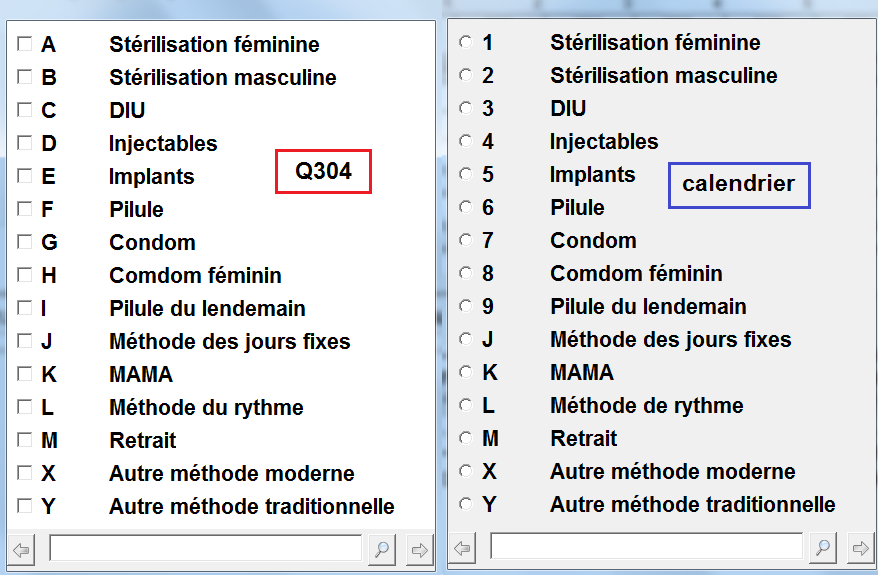 A Stérilisation féminine
B Stérilisation masculine
C DIU
D Injectables
E Implants
F Pilule
G Condom
H Comdom féminin
I Pilule du lendemain
J Méthode des jours fixes
K MAMA
L Méthode du rythme
M Retrait
X Autre méthode moderne
Y Autre méthode traditionnelle
Q304
1 Stérilisation féminine
2 Stérilisation masculine
3 DIU
4 Injectables
5 Implants
6 Pilule
7 Condom
8 Comdom féminin
9 Pilule du lendemain
J Méthode des jours fixes
K MAMA
L Méthode de rythme
M Retrait
X Autre méthode moderne
Y Autre méthode traditionnelle
calendrier